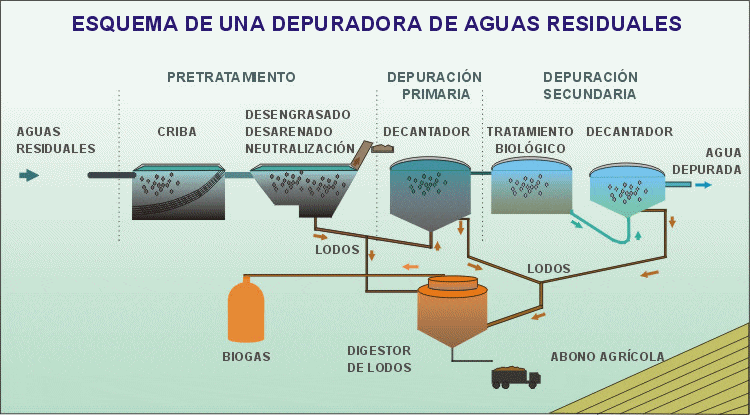 ESQUEMA DE UNA DEPURADORA DE AGUAS RESIDUALES
PRETRATAMIENTO
DEPURACIÓN
PRIMARIA
DEPURACIÓN
SECUNDARIA
AGUAS
RESIDUALES
CRIBA
DESENGRASADO
DESARENADO
NEUTRALIZACIÓN
DECANTADOR
TRATAMIENTO
BIOLÓGICO
DECANTADOR
AGUA
DEPURADA
LODOS
LODOS
BIOGAS
DIGESTOR
DE LODOS
ABONO AGRÍCOLA